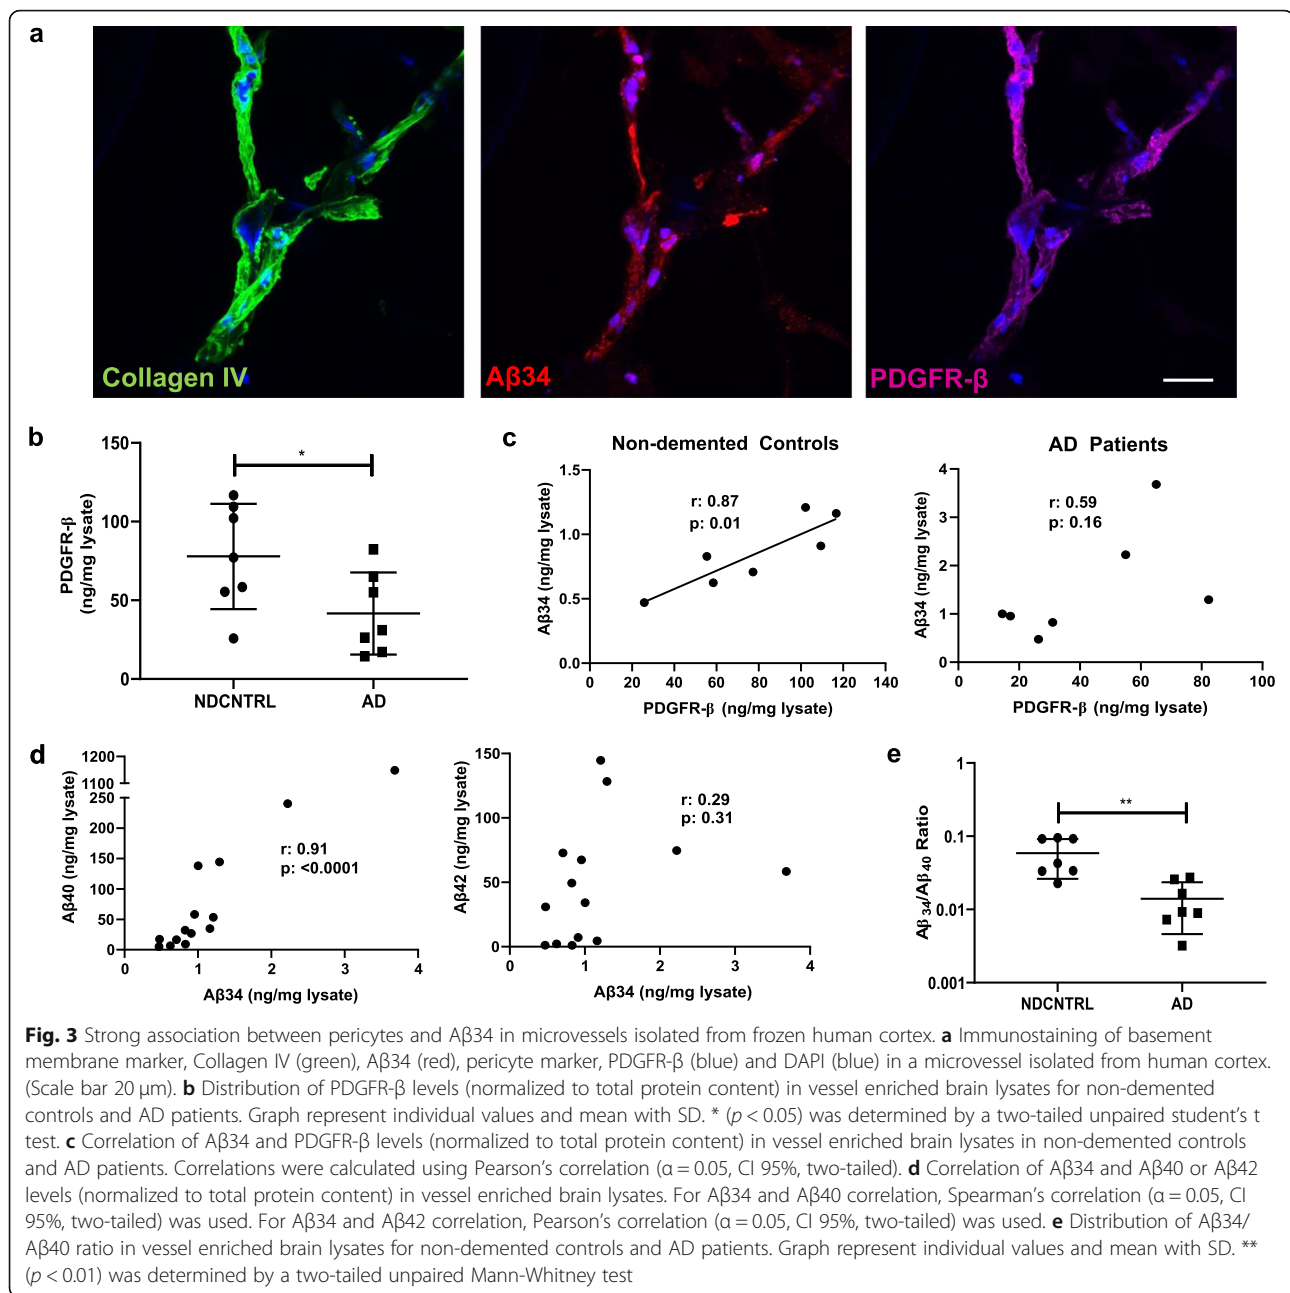 a
Collagen IV
Aβ34
PDGFR-β
b
150
100
50
0
PDGFR-β
(ng/mg lysate)
*
NDCNTRL
AD
c
Non-demented Controls
1.5
1.0
0.5
0.0
Aβ34 (ng/mg lysate)
r: 0.87
p: 0.01
0 20 40 60 80 100 120 140
PDGFR-β (ng/mg lysate)
AD Patients
4
3
2
1
0
Aβ34 (ng/mg lysate)
r: 0.59
p: 0.16
0 20 40 60 80 100
PDGFR-β (ng/mg lysate)
d
1200
1100
250
200
150
100
50
0
Aβ40 (ng/mg lysate)
r: 0.91
p: <0.0001
0 1 2 3 4
Aβ34 (ng/mg lysate)
150
100
50
0
Aβ42 (ng/mg lysate)
r: 0.29
p: 0.31
0 1 2 3 4
Aβ34 (ng/mg lysate)
e
1
0.1
0.01
0.001
Aβ34/Aβ40 Ratio
**
NDCNTRL
AD
Fig. 3 Strong association between pericytes and Aβ34 in microvessels isolated from frozen human cortex. a Immunostaining of basement
membrane marker, Collagen IV (green), Aβ34 (red), pericyte marker, PDGFR-β (blue) and DAPI (blue) in a microvessel isolated from human cortex.
(Scale bar 20 μm). b Distribution of PDGFR-β levels (normalized to total protein content) in vessel enriched brain lysates for non-demented
controls and AD patients. Graph represent individual values and mean with SD. * (p < 0.05) was determined by a two-tailed unpaired student's t
test. c Correlation of Aβ34 and PDGFR-β levels (normalized to total protein content) in vessel enriched brain lysates in non-demented controls
and AD patients. Correlations were calculated using Pearson's correlation (α = 0.05, CI 95%, two-tailed). d Correlation of Aβ34 and Aβ40 or Aβ42
levels (normalized to total protein content) in vessel enriched brain lysates. For Aβ34 and Aβ40 correlation, Spearman's correlation (α = 0.05, CI
95%, two-tailed) was used. For Aβ34 and Aβ42 correlation, Pearson's correlation (α = 0.05, CI 95%, two-tailed) was used. e Distribution of Aβ34/
Aβ40 ratio in vessel enriched brain lysates for non-demented controls and AD patients. Graph represent individual values and mean with SD. **
(p < 0.01) was determined by a two-tailed unpaired Mann-Whitney test